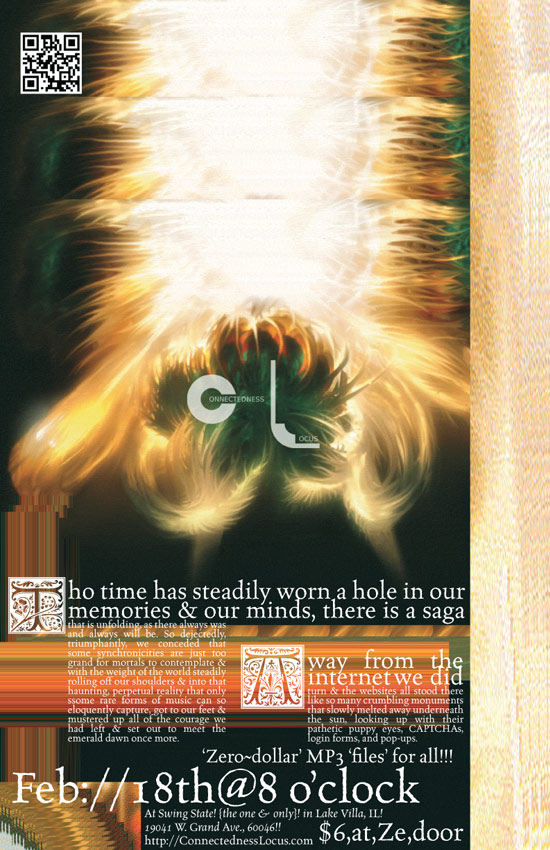 CONNECTEDNESS
LOCUS
Tho time has steadily worn a hole in our
memories & our minds, there is a saga
that is unfolding, as there always was
and always will be. So dejectedly,
triumphantly, we conceded that
some synchronicities are just too
grand for mortals to contemplate &
with the weight of the world steadily
rolling off our shoulders & into that
haunting, perpetual reality that only
ssome rare forms of music can so
eloquently capture, got to our feet &
mustered up all of the courage we
had left & set out to meet the
emerald dawn once more.
Away from the
internet we did
turn & the websites all stood there
like so many crumbling monuments
that slowly melted away underneath
the sun, looking up with their
pathetic puppy eyes, CAPTCHAs,
login forms, and pop-ups.
‘Zero~dollar’ MP3 ‘files’ for all!!!
Feb.//18th@8 o’clock
At Swing State! {the one & only}! in Lake Villa, IL!
19041 W. Grand Ave., 60046!!
http://ConnectednessLocus.com
$6,at,Ze,door